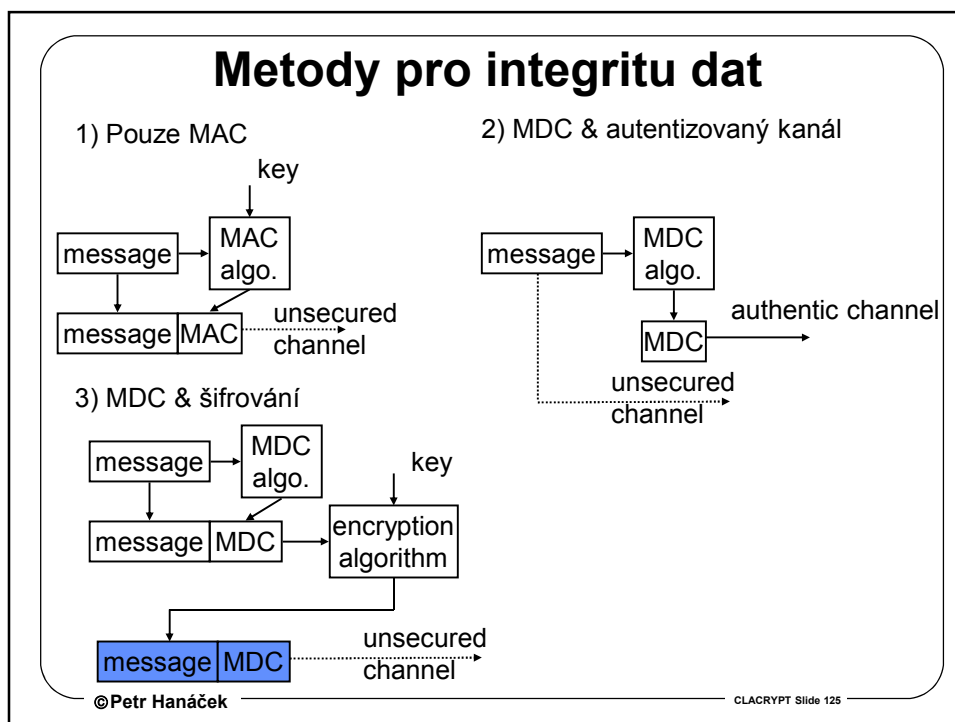 Metody pro integritu dat
1) Pouze MAC
key
message
MAC
algo.
message MAC
unsecured
channel
2) MDC & autentizovaný kanál
message
MDC
algo.
MDC
authentic channel
unsecured
channel
3) MDC & šifrování
message
MDC
algo.
key
message MDC
encryption
algorithm
message MDC
unsecured
channel
©Petr Hanáček
CLACRYPT Slide 125